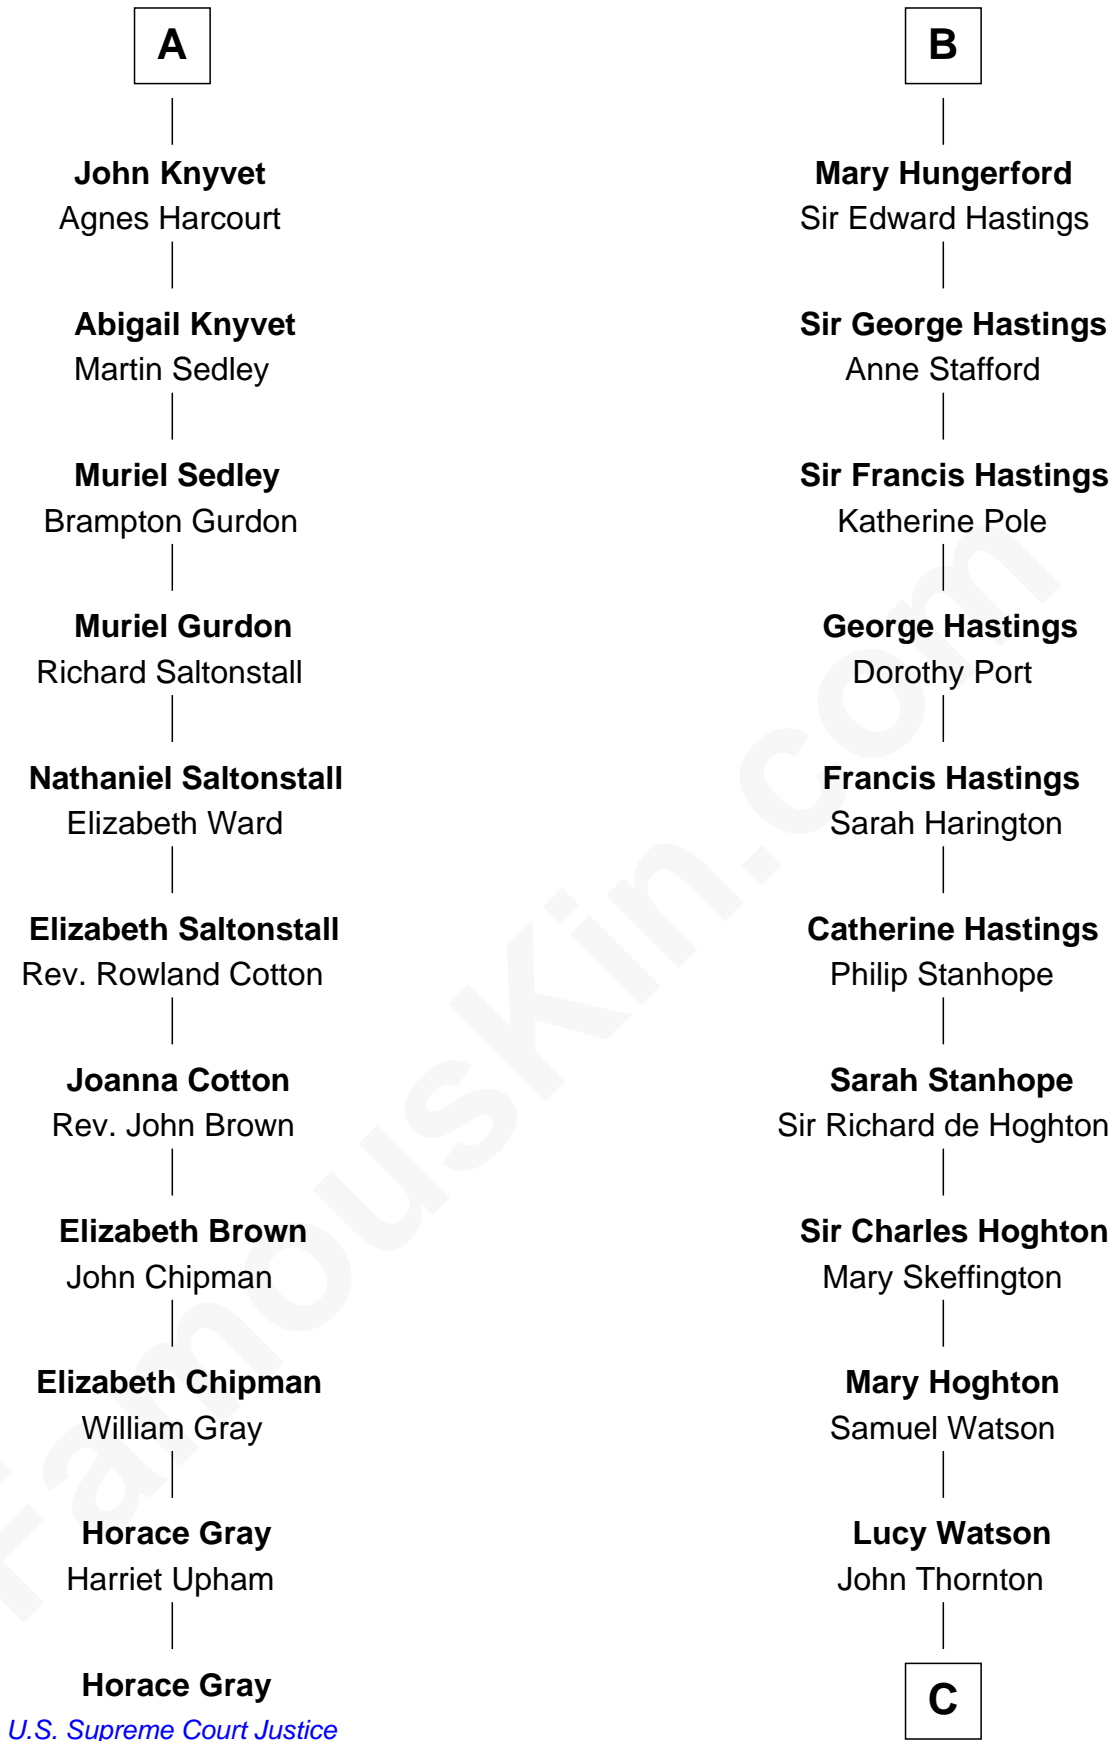 A
John Knyvet
Agnes Harcourt
Abigail Knyvet
Martin Sedley
Muriel Sedley
Brampton Gurdon
Muriel Gurdon
Richard Saltonstall
Nathaniel Saltonstall
Elizabeth Ward
Elizabeth Saltonstall
Rev. Rowland Cotton
Joanna Cotton
Rev. John Brown
Elizabeth Brown
John Chipman
Elizabeth Chipman
William Gray
Horace Gray
Harriet Upham
Horace Gray
U.S. Supreme Court Justice
B
Mary Hungerford
Sir Edward Hastings
Sir George Hastings
Anne Stafford
Sir Francis Hastings
Katherine Pole
George Hastings
Dorothy Port
Francis Hastings
Sarah Harington
Catherine Hastings
Philip Stanhope
Sarah Stanhope
Sir Richard de Hoghton
Sir Charles Hoghton
Mary Skeffington
Mary Hoghton
Samuel Watson
Lucy Watson
John Thornton
C
FamousKin.com